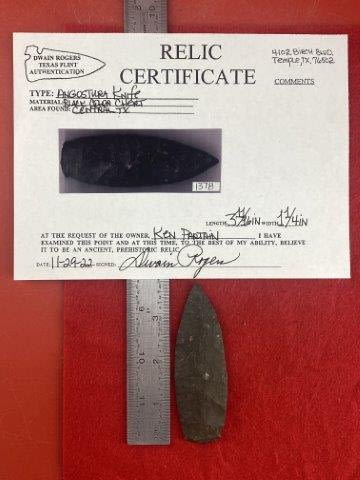 DWAIN ROGERS
TEXAS FLINT
AUTHENTICATION
RELIC
CERTIFICATE
4102 BIRCH BLVD.
TEMPLE, TX, 76502
COMMENTS
TYPE: ANGOSTURA KNIFE
MATERIAL: BLACK COLOR CHERT
AREA FOUND: CENTRAL TX
1378
LENGTH: 3 in WIDTH: 1 1/4 in
AT THE REQUEST OF THE OWNER, KEN PARTAIN I HAVE
EXAMINED THIS POINT AND AT THIS TIME, TO THE BEST OF MY ABILITY, BELIEVE
IT TO BE AN ANCIENT, PREHISTORIC RELIC.
DATE: 11-29-22 SIGNED: Dwain Rogers
10
11